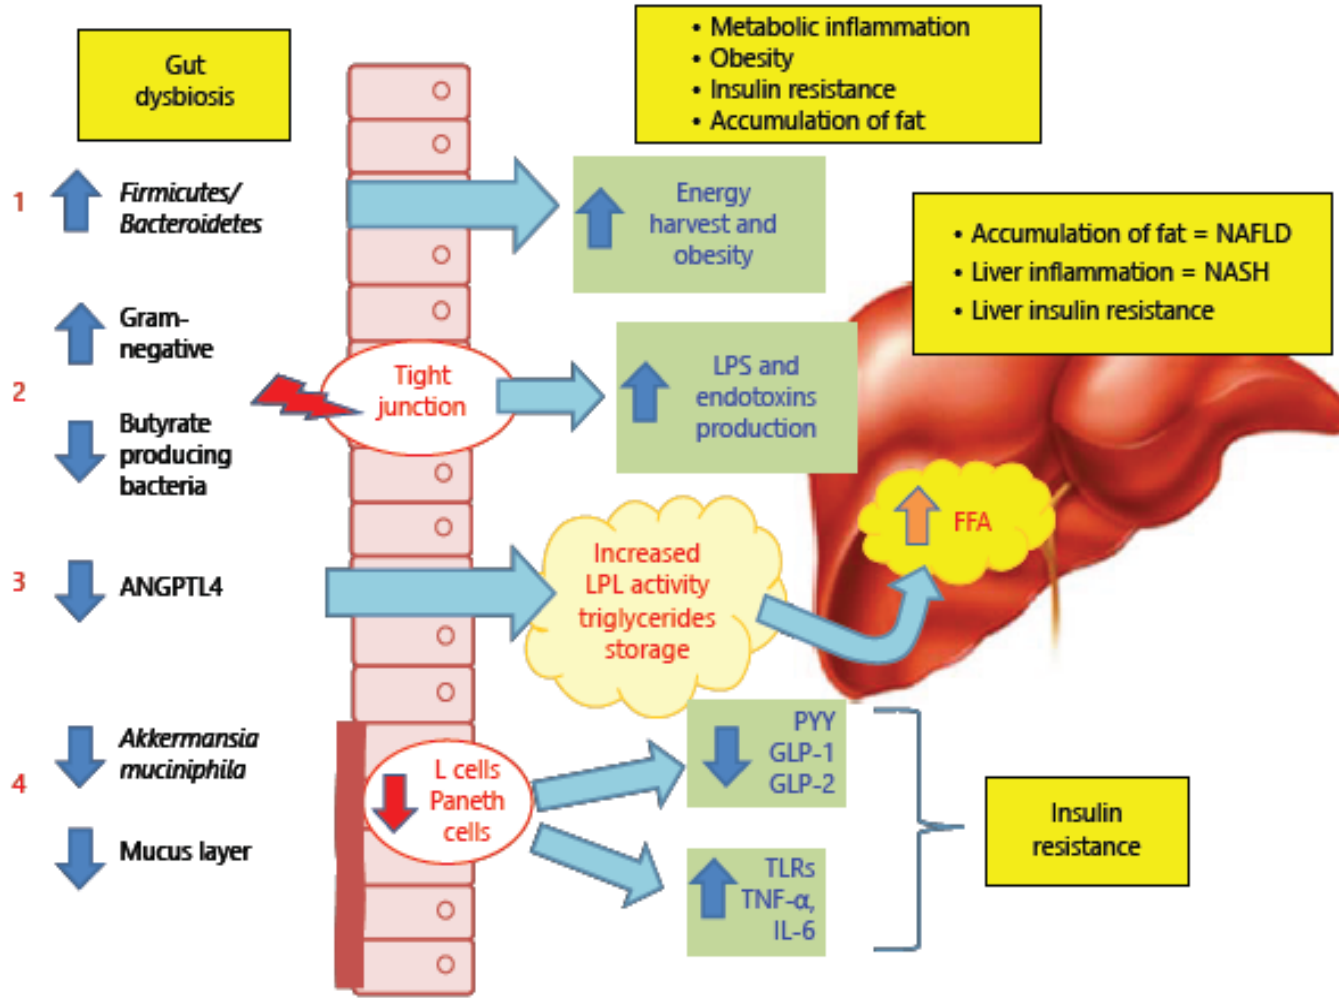 Gut
dysbiosis
• Metabolic inflammation
• Obesity
• Insulin resistance
• Accumulation of fat
1
Firmicutes/
Bacteroidetes
Energy
harvest and
obesity
• Accumulation of fat = NAFLD
• Liver inflammation = NASH
• Liver insulin resistance
2
Gram-
negative
Butyrate
producing
bacteria
Tight
junction
LPS and
endotoxins
production
3
ANGPTL4
Increased
LPL activity
triglycerides
storage
FFA
4
Akkermansia
muciniphila
Mucus layer
L cells
Paneth
cells
PYY
GLP-1
GLP-2
TLRs
TNF-α,
IL-6
Insulin
resistance